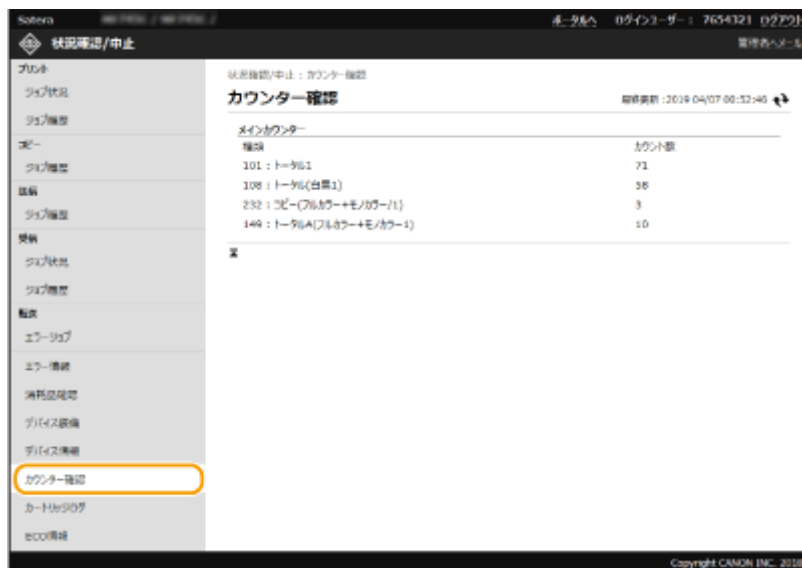 Satera
ポータルへ ログインユーザー： 7654321 ログアウト
状況確認/中止
管理者へメール
プリント
ジョブ状況
ジョブ履歴
コピー
ジョブ履歴
送信
ジョブ履歴
受信
ジョブ状況
ジョブ履歴
転送
エラージョブ
エラー情報
消耗品確認
デバイス装備
デバイス情報
カウンター確認
カートリッジログ
eco情報
状況確認/中止 : カウンター確認
カウンター確認
最終更新 :2019 04/07 00:52:46
メインカウンター
種類 カウント数
101 : トータル1 71
108 : トータル(白黒1) 58
232 : コピー(フルカラー+モノカラー/1) 3
149 : トータルA(フルカラー+モノカラー1) 10
Copyright CANON INC. 2018